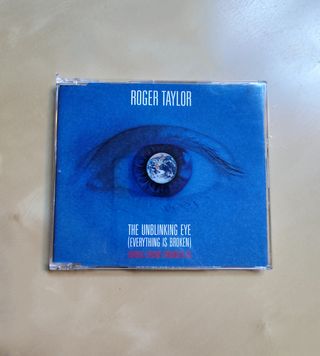 ROGER TAYLOR
THE UNBLINKING EYE
(EVERYTHING IS BROKEN)